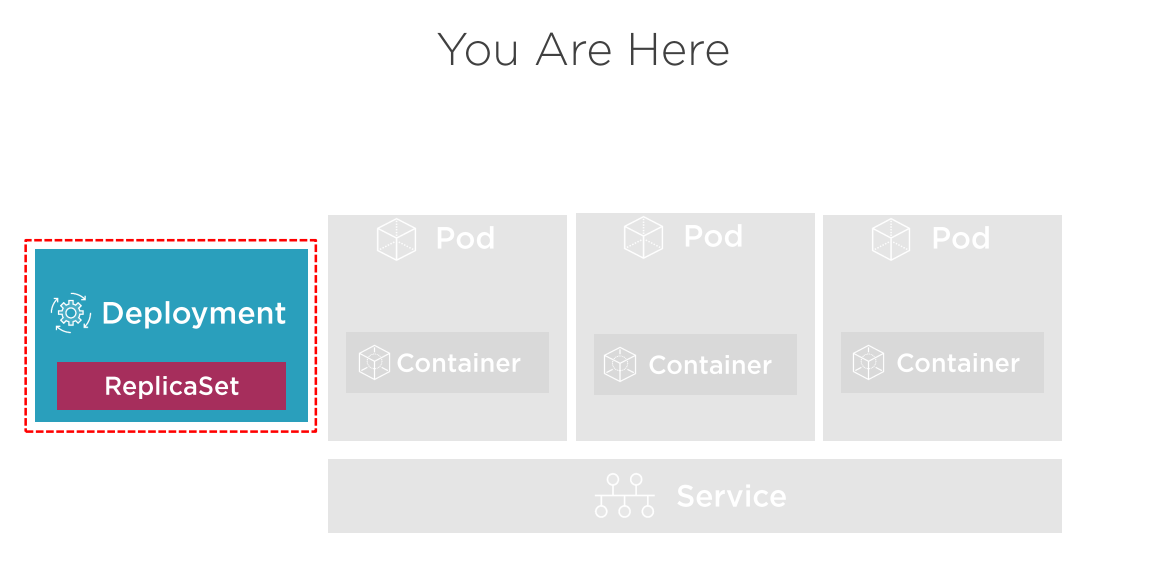 You Are Here
Deployment
ReplicaSet
Pod
Container
Pod
Container
Pod
Container
Service